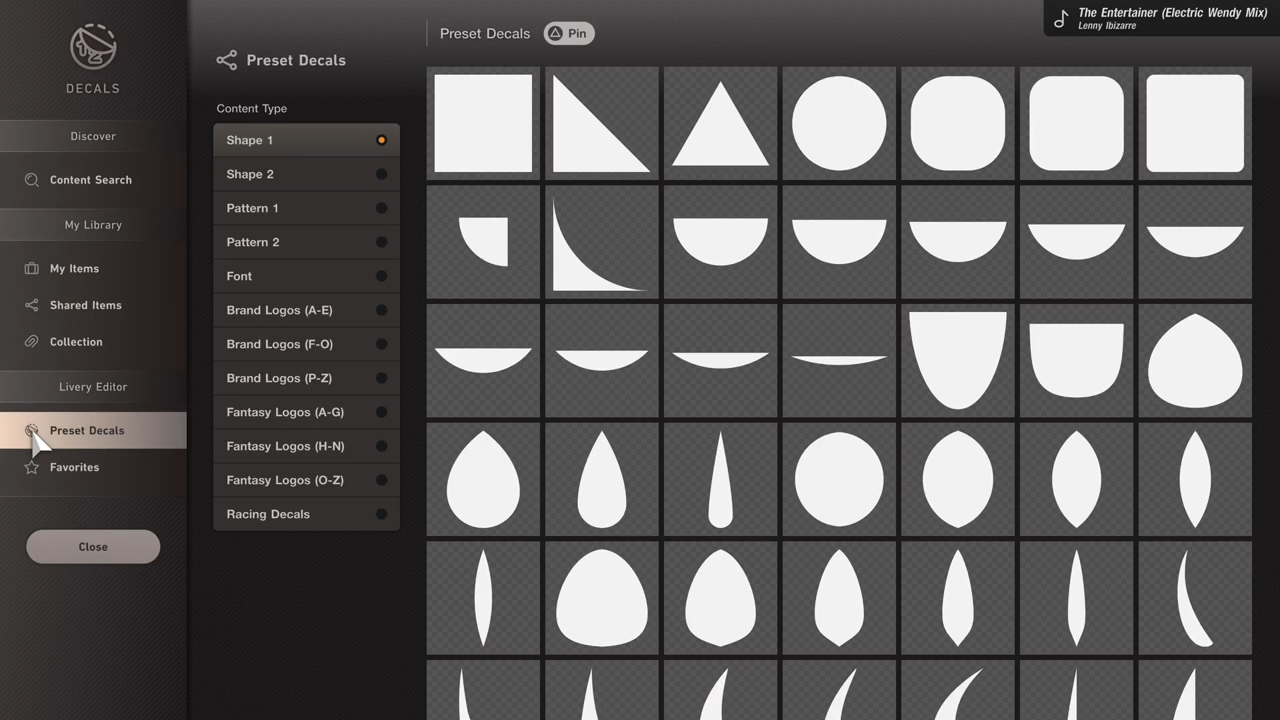 DECALS
Discover
Content Search
My Library
My Items
Shared Items
Collection
Livery Editor
Preset Decals
Favorites
Close
Preset Decals
Content Type
Shape 1
Shape 2
Pattern 1
Pattern 2
Font
Brand Logos (A-E)
Brand Logos (F-O)
Brand Logos (P-Z)
Fantasy Logos (A-G)
Fantasy Logos (H-N)
Fantasy Logos (O-Z)
Racing Decals
Preset Decals Pin
The Entertainer (Electric Wendy Mix)
Lenny Ibizarre